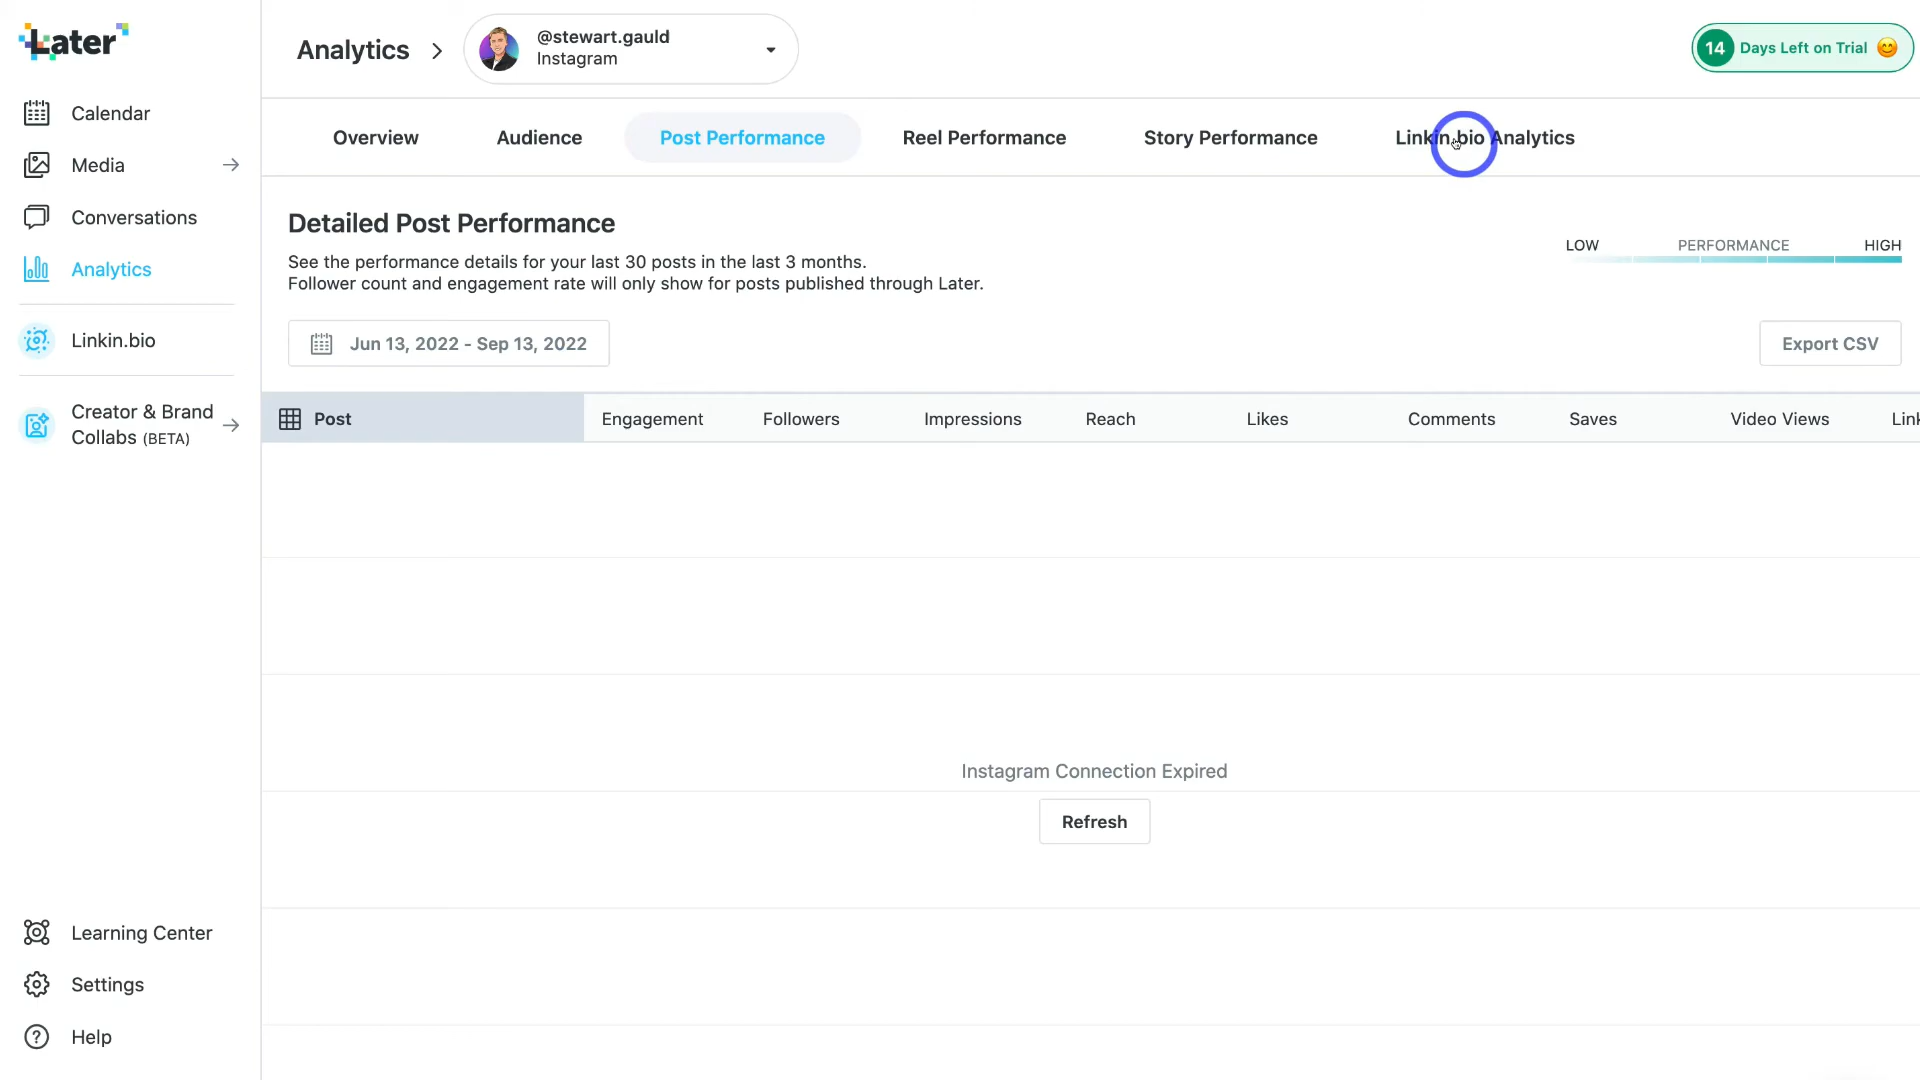 Later
Analytics
@stewart.gauld
Instagram
14 Days Left on Trial
Calendar
Media
Conversations
Analytics
Linkin.bio
Creator & Brand
Collabs (BETA)
Learning Center
Settings
Help
Overview
Audience
Post Performance
Reel Performance
Story Performance
Linkin.bio Analytics
Detailed Post Performance
See the performance details for your last 30 posts in the last 3 months.
Follower count and engagement rate will only show for posts published through Later.
LOW PERFORMANCE HIGH
Jun 13, 2022 - Sep 13, 2022
Export CSV
Post Engagement Followers Impressions Reach Likes Comments Saves Video Views Link
Instagram Connection Expired
Refresh